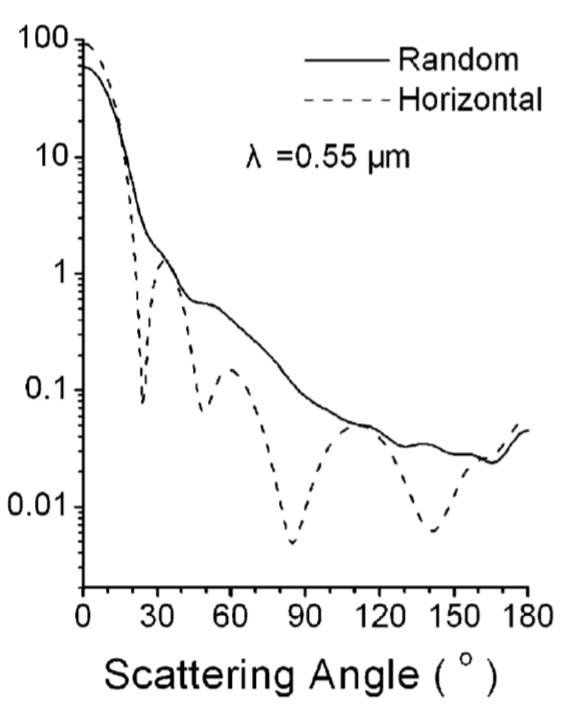 100
10
1
0.1
0.01
Random
Horizontal
λ =0.55 μm
0 30 60 90 120 150 180
Scattering Angle ( ° )